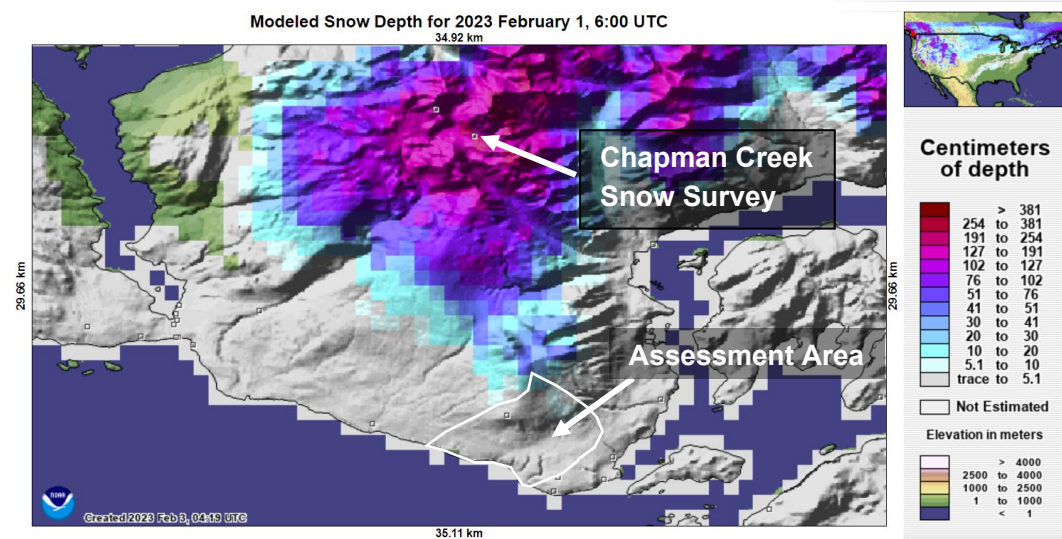 Modeled Snow Depth for 2023 February 1, 6:00 UTC
34.92 km
29.66 km
Chapman Creek
Snow Survey
Assessment Area
29.66 km
NOAA
Created 2023 Feb 3, 04:19 UTC
35.11 km
Centimeters
of depth
> 381
254 to 381
191 to 254
127 to 191
102 to 127
76 to 102
51 to 76
41 to 51
30 to 41
20 to 30
10 to 20
5.1 to 10
trace to 5.1
Not Estimated
Elevation in meters
> 4000
2500 to 4000
1000 to 2500
1 to 1000
< 1